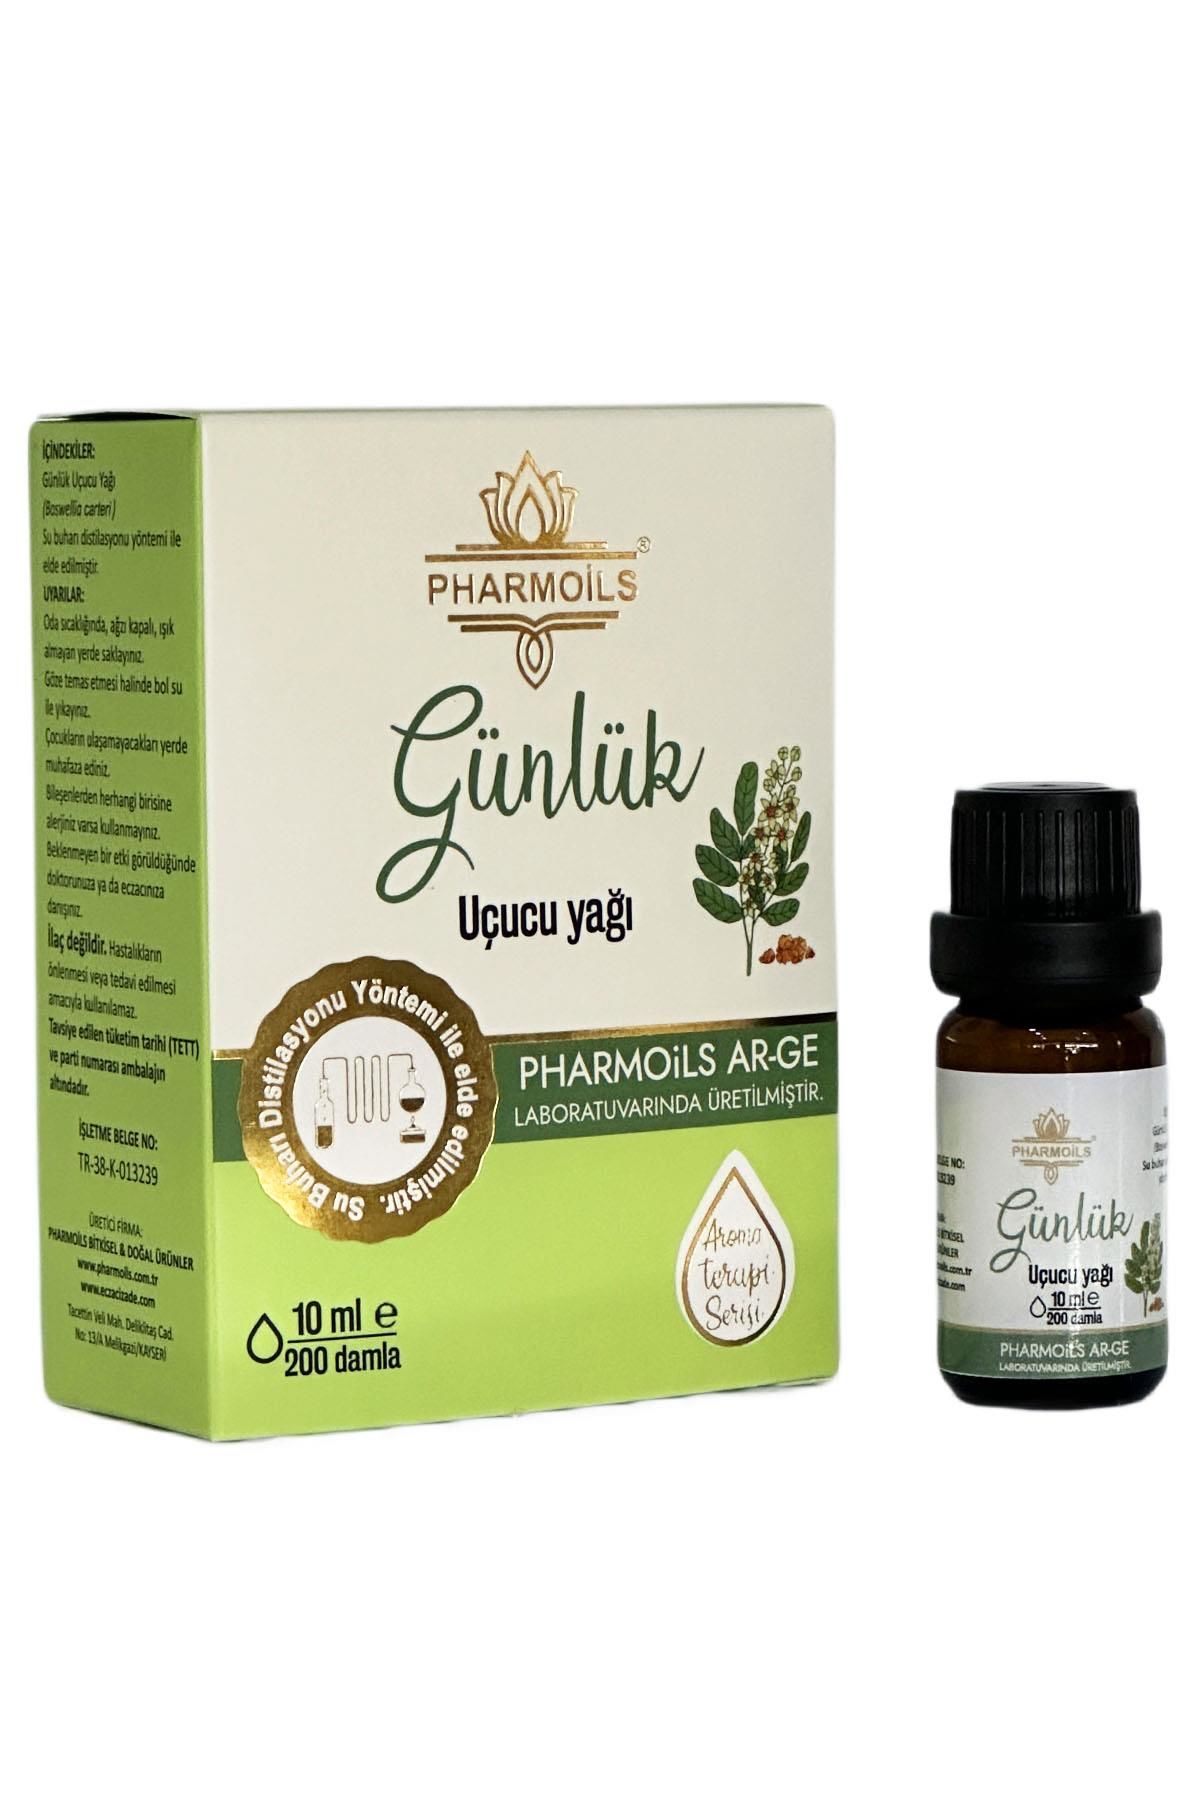 İÇİNDEKİLER:
Günlük Uçucu Yağı
(Boswellia carteri)
Su buharı distilasyonu yöntemi ile
elde edilmiştir.
UYARILAR:
Oda sıcaklığında, ağzı kapalı, ışık
almayan yerde saklayınız.
Göze temas etmesi halinde bol su
ile yıkayınız.
Çocukların ulaşamayacakları yerde
muhafaza ediniz.
Bileşenlerden herhangi birisine
alerjiniz varsa kullanmayınız.
Beklenmeyen bir etki görüldüğünde
doktorunuza ya da eczacınıza
danışınız.
İlaç değildir. Hastalıkların
önlenmesi veya tedavi edilmesi
amacıyla kullanılamaz.
Tavsiye edilen tüketim tarihi (TETT)
ve parti numarası ambalajın
altındadır.
İŞLETME BELGE NO:
TR-38-K-013239
ÜRETİCİ FİRMA:
PHARMOİLS BİTKİSEL & DOĞAL ÜRÜNLER
www.pharmoils.com.tr
www.eczacizade.com
Tacettin Veli Mah. Deliklitaş Cad.
No: 13/A Melikgazi/KAYSERİ
PHARMOİLS®
Günlük
Uçucu yağı
Su Buharı Distilasyonu Yöntemi ile elde edilmiştir.
PHARMOiLS AR-GE
LABORATUVARINDA ÜRETİLMİŞTİR.
Aroma
terapi
Serisi.
10 ml e
200 damla
PHARMOİLS®
Günlük
Uçucu yağı
10 ml e
200 damla
PHARMOiLS AR-GE
LABORATUVARINDA ÜRETİLMİŞTİR.